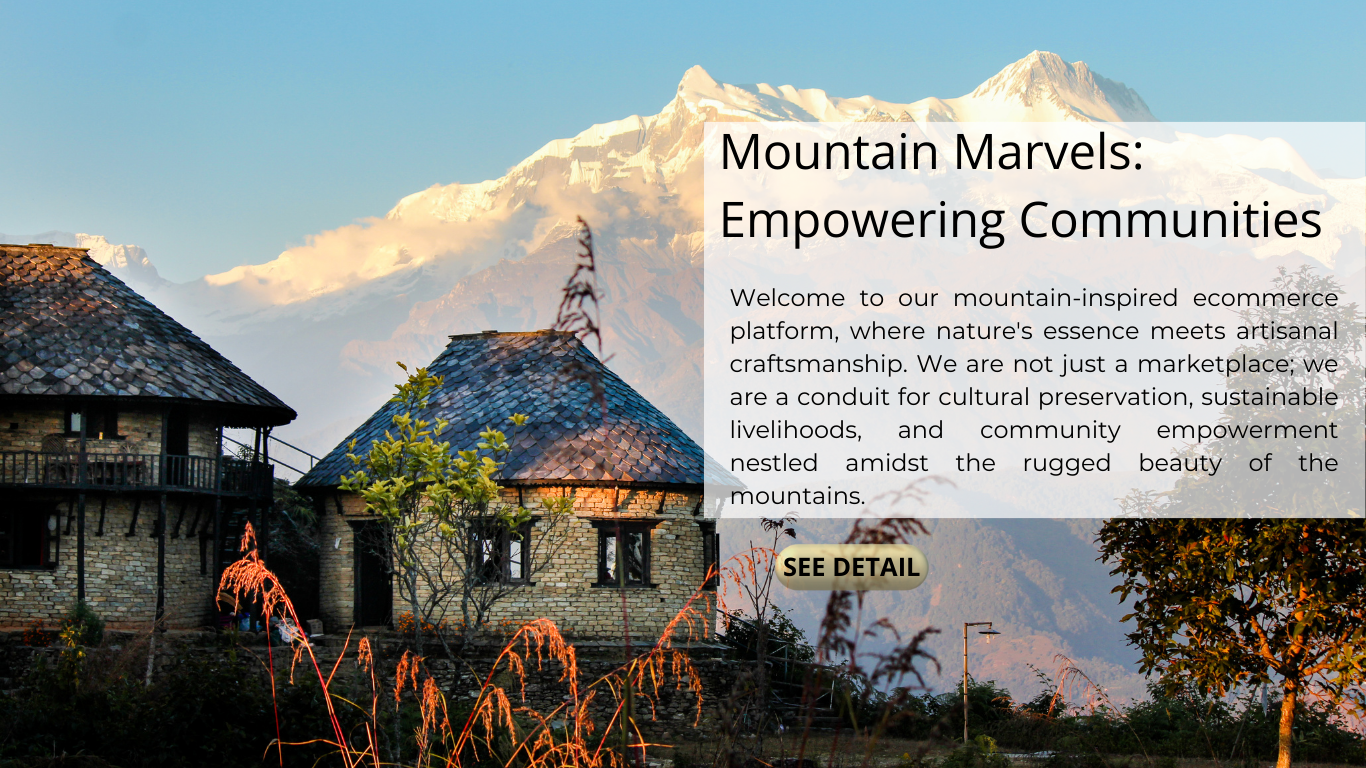 Mountain Marvels:
Empowering Communities
Welcome to our mountain-inspired ecommerce
platform, where nature's essence meets artisanal
craftsmanship. We are not just a marketplace; we
are a conduit for cultural preservation, sustainable
livelihoods, and community empowerment
nestled amidst the rugged beauty of the
mountains.
SEE DETAIL